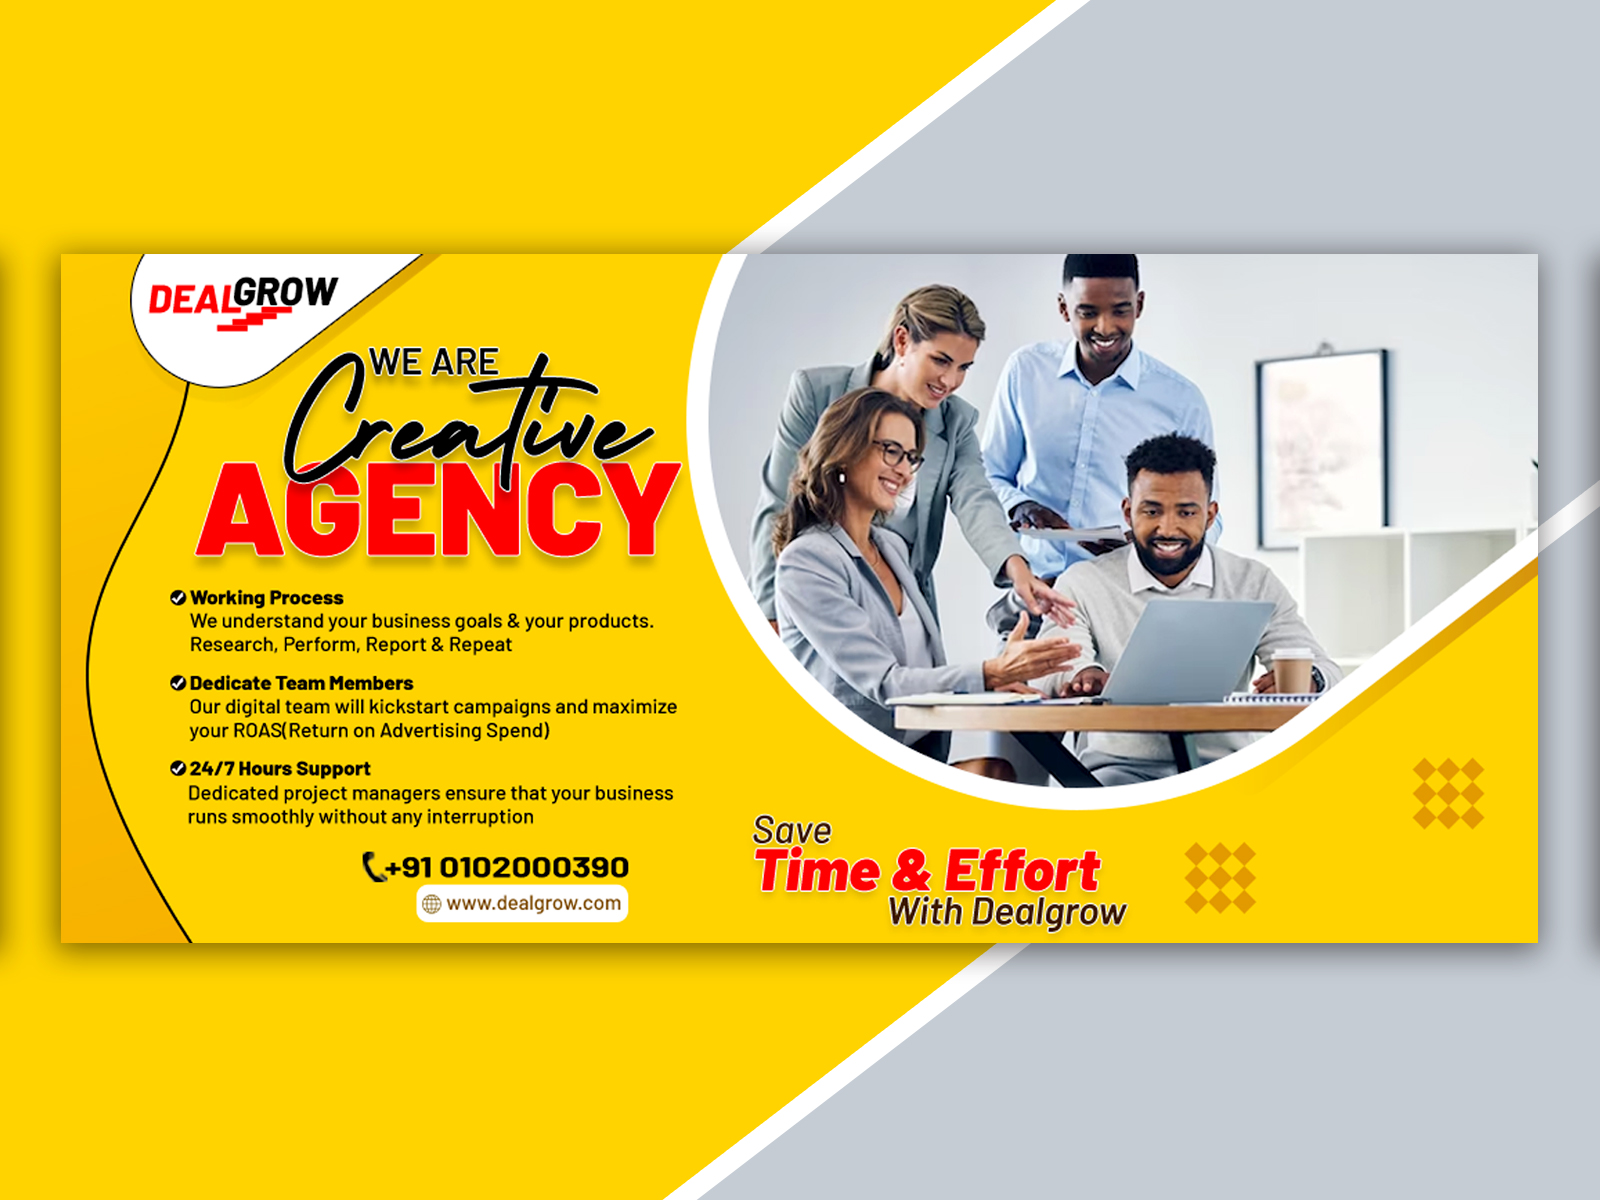 DEALGROW
WE ARE
Creative
AGENCY
Working Process
We understand your business goals & your products.
Research, Perform, Report & Repeat
Dedicate Team Members
Our digital team will kickstart campaigns and maximize
your ROAS(Return on Advertising Spend)
24/7 Hours Support
Dedicated project managers ensure that your business
runs smoothly without any interruption
+91 0102000390
www.dealgrow.com
Save
Time & Effort
With Dealgrow